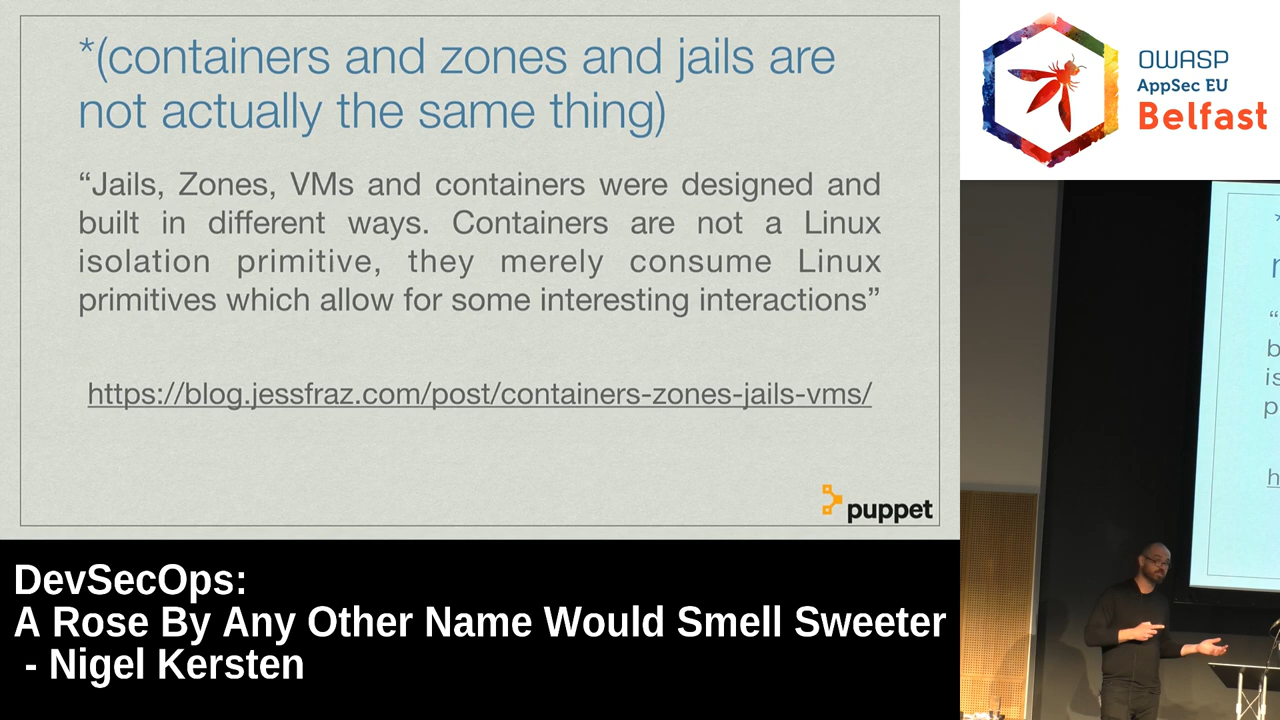 *(containers and zones and jails are
not actually the same thing)
“Jails, Zones, VMs and containers were designed and
built in different ways. Containers are not a Linux
isolation primitive, they merely consume Linux
primitives which allow for some interesting interactions”
https://blog.jessfraz.com/post/containers-zones-jails-vms/
puppet
OWASP
AppSec EU
Belfast
DevSecOps:
A Rose By Any Other Name Would Smell Sweeter
- Nigel Kersten